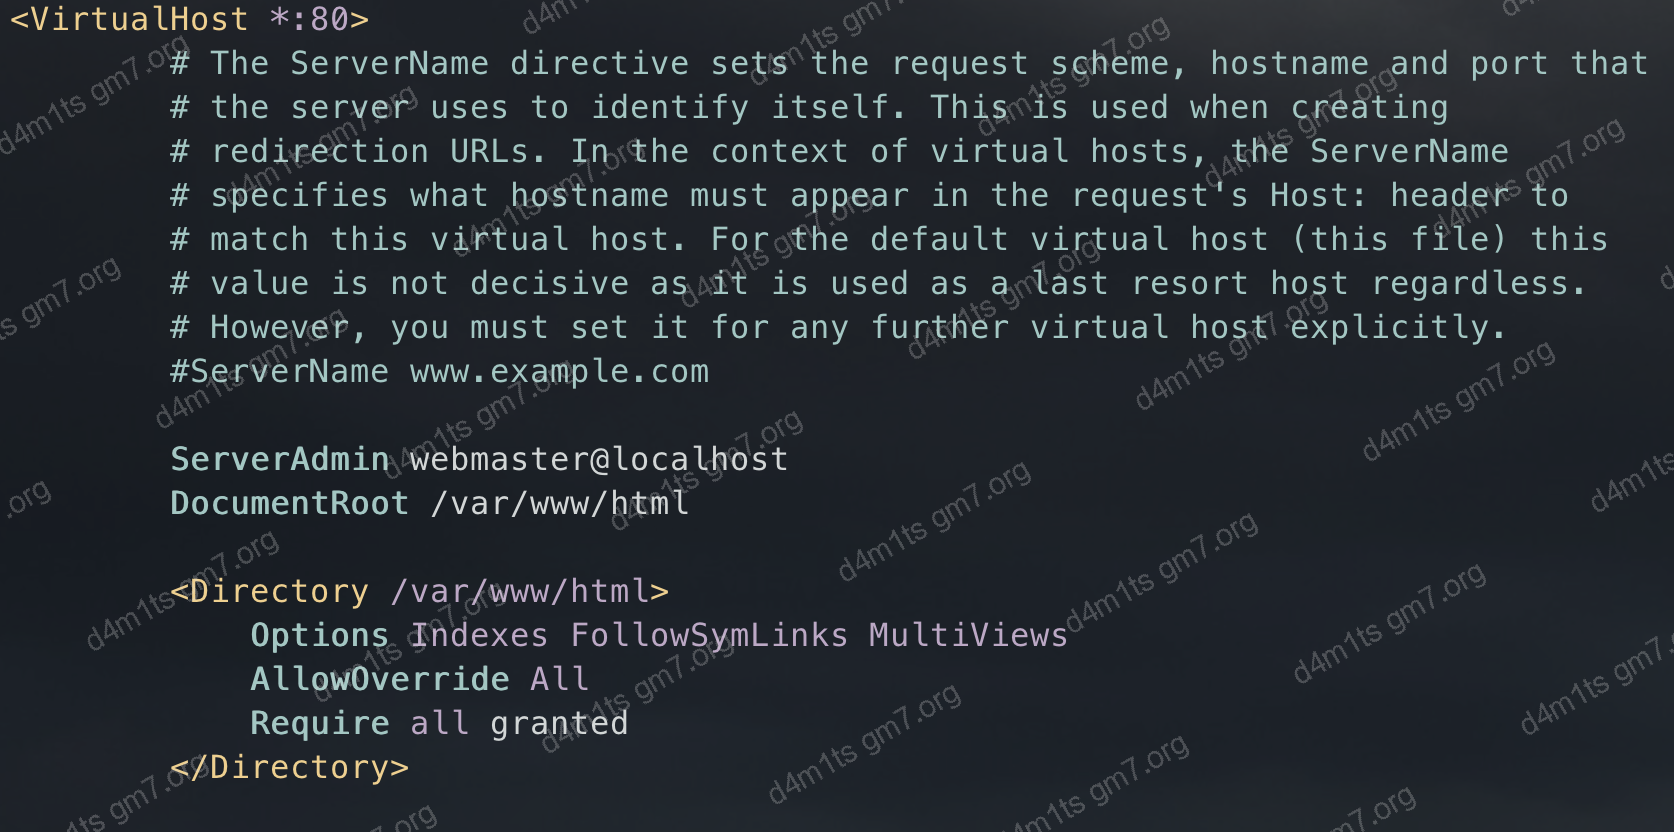 <VirtualHost *:80>
# The ServerName directive sets the request scheme, hostname and port that
# the server uses to identify itself. This is used when creating
# redirection URLs. In the context of virtual hosts, the ServerName
# specifies what hostname must appear in the request's Host: header to
# match this virtual host. For the default virtual host (this file) this
# value is not decisive as it is used as a last resort host regardless.
# However, you must set it for any further virtual host explicitly.
#ServerName www.example.com
ServerAdmin webmaster@localhost
DocumentRoot /var/www/html
<Directory /var/www/html>
Options Indexes FollowSymLinks MultiViews
AllowOverride All
Require all granted
</Directory>
d4m1ts gm7.org